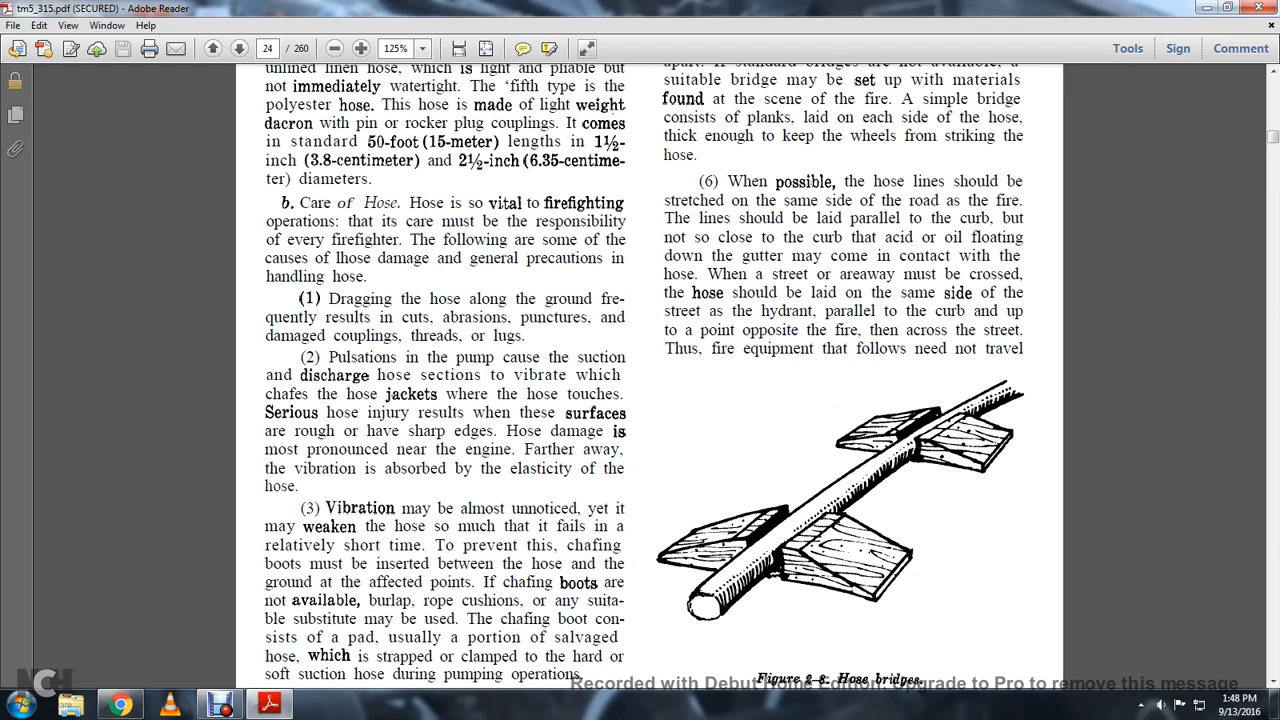 tm5_315.pdf (SECURED) - Adobe Reader
File Edit View Window Help
24 / 260 125% Tools Sign Comment
unlined linen hose, which is light and pliable but
not immediately watertight. The 'fifth type is the
polyester hose. This hose is made of light weight
dacron with pin or rocker plug couplings. It comes
in standard 50-foot (15-meter) lengths in 1½-
inch (3.8-centimeter) and 2½-inch (6.35-centime-
ter) diameters.
b. Care of Hose. Hose is so vital to firefighting
operations: that its care must be the responsibility
of every firefighter. The following are some of the
causes of lhose damage and general precautions in
handling hose.
(1) Dragging the hose along the ground fre-
quently results in cuts, abrasions, punctures, and
damaged couplings, threads, or lugs.
(2) Pulsations in the pump cause the suction
and discharge hose sections to vibrate which
chafes the hose jackets where the hose touches.
Serious hose injury results when these surfaces
are rough or have sharp edges. Hose damage is
most pronounced near the engine. Farther away,
the vibration is absorbed by the elasticity of the
hose.
(3) Vibration may be almost unnoticed, yet it
may weaken the hose so much that it fails in a
relatively short time. To prevent this, chafing
boots must be inserted between the hose and the
ground at the affected points. If chafing boots are
not available, burlap, rope cushions, or any suita-
ble substitute may be used. The chafing boot con-
sists of a pad, usually a portion of salvaged
hose, which is strapped or clamped to the hard or
soft suction hose during pumping operations.
apart. If standard bridges are not available, a
suitable bridge may be set up with materials
found at the scene of the fire. A simple bridge
consists of planks, laid on each side of the hose,
thick enough to keep the wheels from striking the
hose.
(6) When possible, the hose lines should be
stretched on the same side of the road as the fire.
The lines should be laid parallel to the curb, but
not so close to the curb that acid or oil floating
down the gutter may come in contact with the
hose. When a street or areaway must be crossed,
the hose should be laid on the same side of the
street as the hydrant, parallel to the curb and up
to a point opposite the fire, then across the street.
Thus, fire equipment that follows need not travel
Figure 2-8. Hose bridges.
Recorded with Debut Home Edition. Upgrade to Pro to remove this message
NCH
1:48 PM
9/13/2016